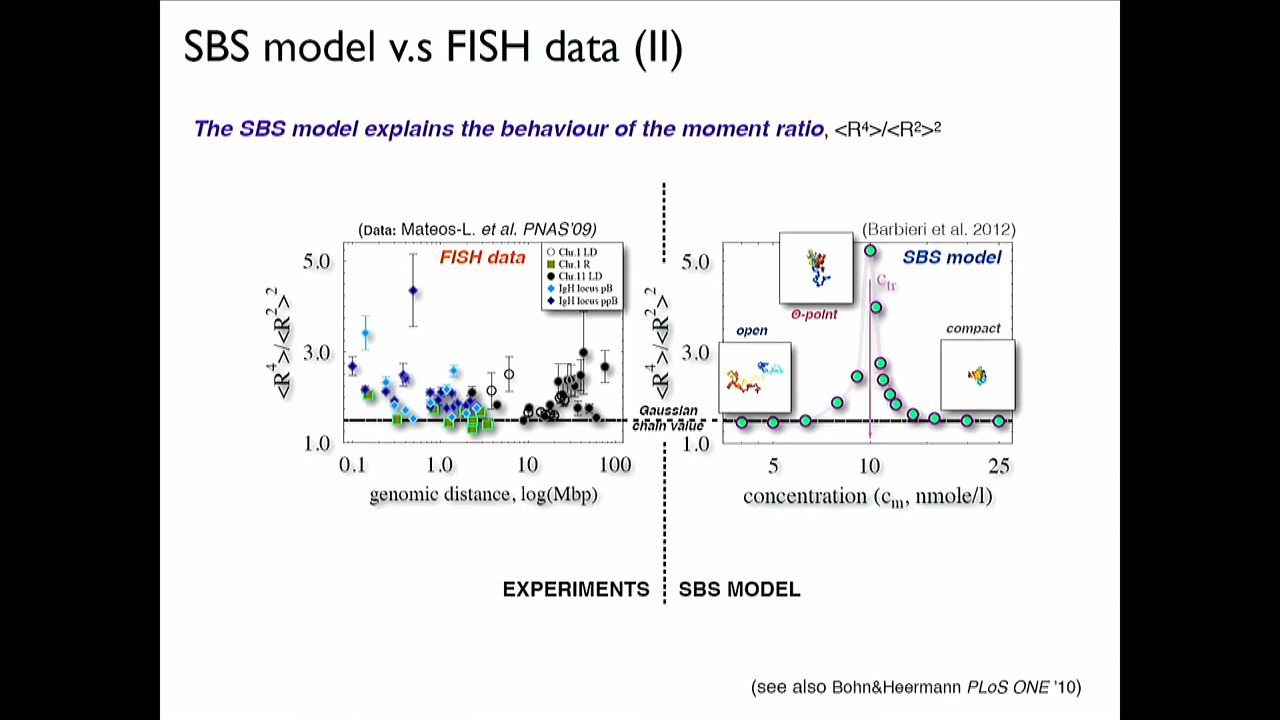 SBS model v.s FISH data (II)
The SBS model explains the behaviour of the moment ratio, <R⁴>/<R²>²
(Data: Mateos-L. et al. PNAS'09)
FISH data
Chr.1 LD
Chr.1 R
Chr.11 LD
IgH locus pB
IgH locus ppB
<R⁴>/<R²>²
5.0
3.0
1.0
0.1 1.0 10 100
genomic distance, log(Mbp)
Gaussian
chain value
(Barbieri et al. 2012)
SBS model
<R⁴>/<R²>²
5.0
3.0
1.0
open
Θ-point
compact
cₜᵣ
5 10 25
concentration (cₘ, nmole/l)
EXPERIMENTS
SBS MODEL
(see also Bohn&Heermann PLoS ONE '10)